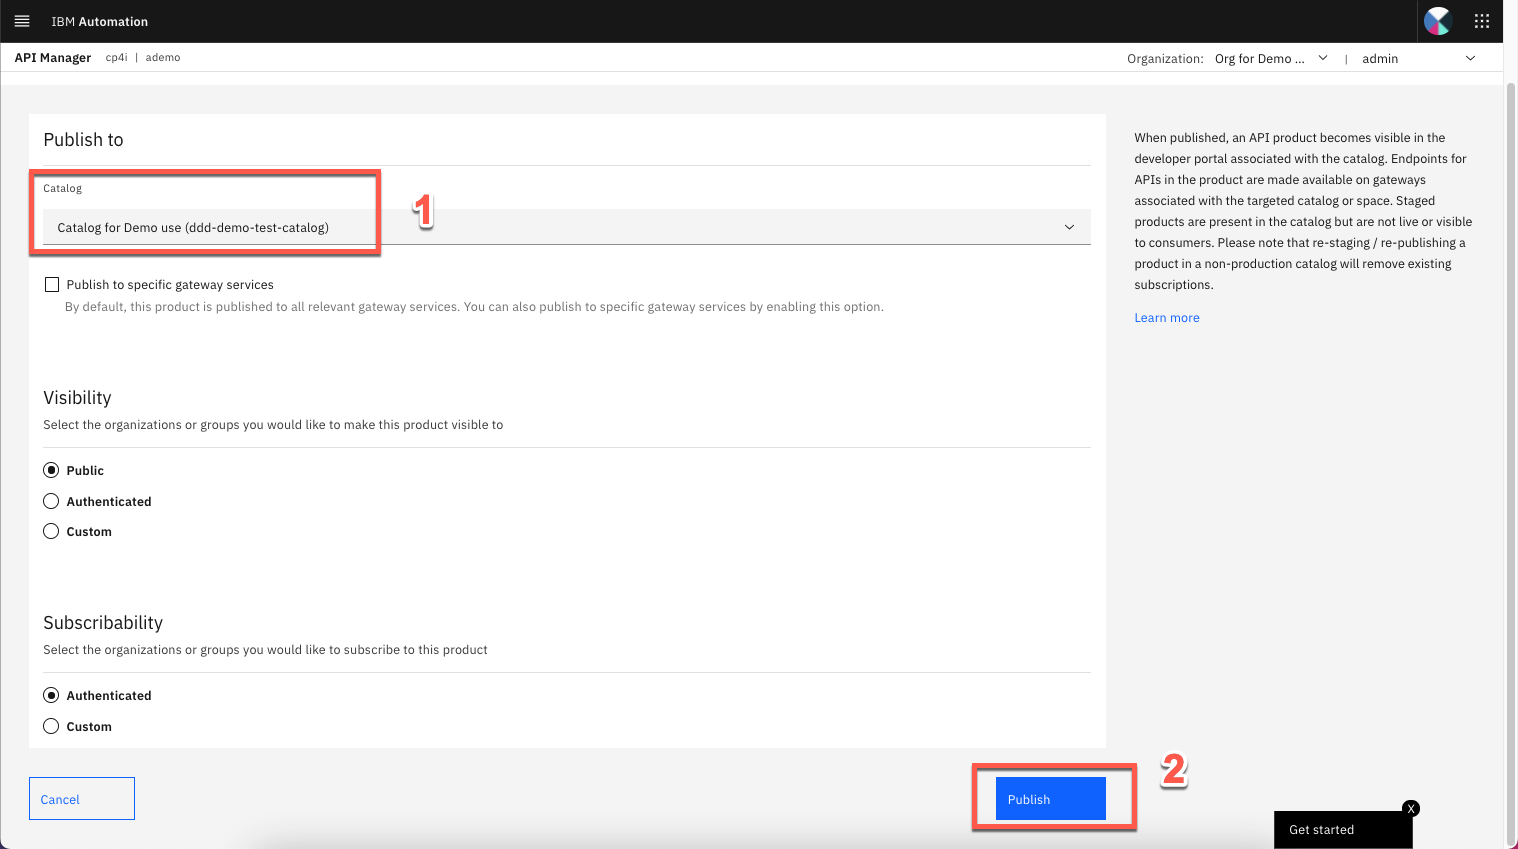 IBM Automation
API Manager cp4i | ademo
Organization: Org for Demo ... | admin
Publish to
Catalog
1
Catalog for Demo use (ddd-demo-test-catalog)
Publish to specific gateway services
By default, this product is published to all relevant gateway services. You can also publish to specific gateway services by enabling this option.
Visibility
Select the organizations or groups you would like to make this product visible to
Public
Authenticated
Custom
Subscribability
Select the organizations or groups you would like to subscribe to this product
Authenticated
Custom
Cancel
Publish
2
When published, an API product becomes visible in the
developer portal associated with the catalog. Endpoints for
APIs in the product are made available on gateways
associated with the targeted catalog or space. Staged
products are present in the catalog but are not live or visible
to consumers. Please note that re-staging / re-publishing a
product in a non-production catalog will remove existing
subscriptions.
Learn more
X
Get started